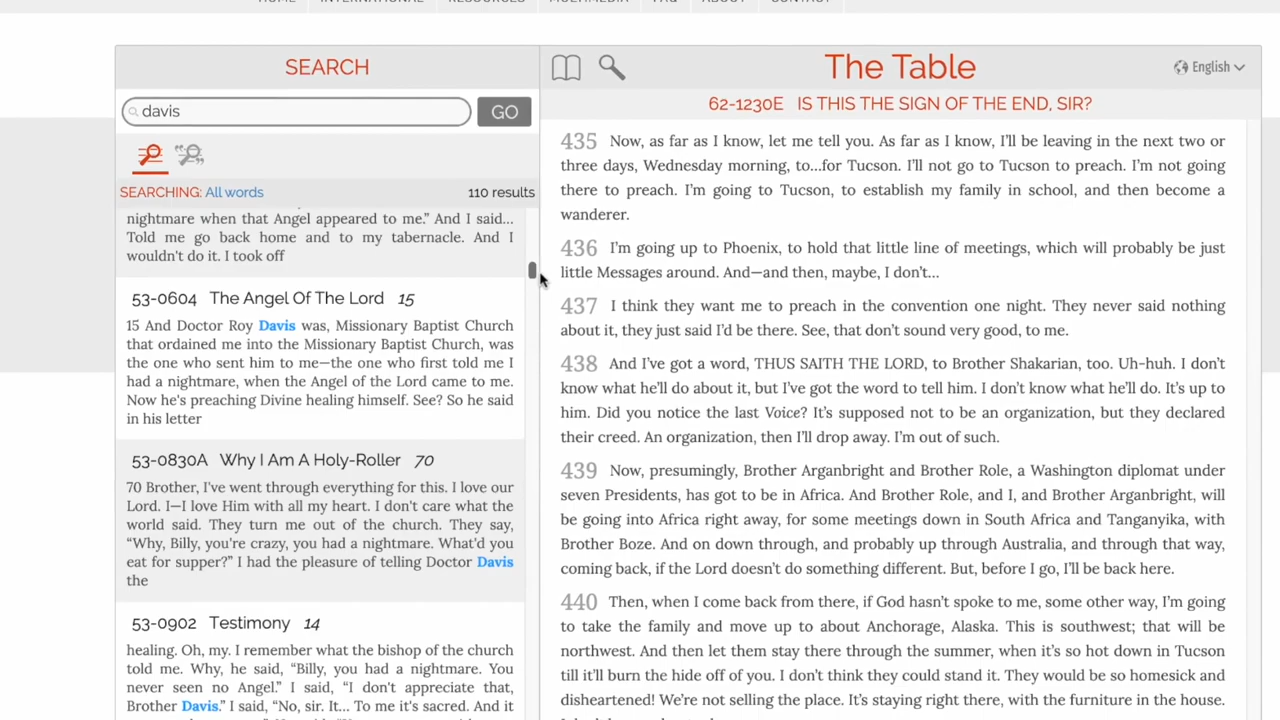 HOME INTERNATIONAL RESOURCES MULTIMEDIA FAQ ABOUT CONTACT
SEARCH
davis
GO
SEARCHING: All words 110 results
nightmare when that Angel appeared to me.” And I said...
Told me go back home and to my tabernacle. And I
wouldn't do it. I took off
53-0604 The Angel Of The Lord 15
15 And Doctor Roy Davis was, Missionary Baptist Church
that ordained me into the Missionary Baptist Church, was
the one who sent him to me—the one who first told me I
had a nightmare, when the Angel of the Lord came to me.
Now he's preaching Divine healing himself. See? So he said
in his letter
53-0830A Why I Am A Holy-Roller 70
70 Brother, I've went through everything for this. I love our
Lord. I—I love Him with all my heart. I don't care what the
world said. They turn me out of the church. They say,
“Why, Billy, you're crazy, you had a nightmare. What'd you
eat for supper?” I had the pleasure of telling Doctor Davis
the
53-0902 Testimony 14
healing. Oh, my. I remember what the bishop of the church
told me. Why, he said, “Billy, you had a nightmare. You
never seen no Angel.” I said, “I don't appreciate that,
Brother Davis.” I said, “No, sir. It... To me it's sacred. And it
The Table
English
62-1230E IS THIS THE SIGN OF THE END, SIR?
435 Now, as far as I know, let me tell you. As far as I know, I’ll be leaving in the next two or
three days, Wednesday morning, to...for Tucson. I’ll not go to Tucson to preach. I’m not going
there to preach. I’m going to Tucson, to establish my family in school, and then become a
wanderer.
436 I’m going up to Phoenix, to hold that little line of meetings, which will probably be just
little Messages around. And—and then, maybe, I don’t...
437 I think they want me to preach in the convention one night. They never said nothing
about it, they just said I’d be there. See, that don’t sound very good, to me.
438 And I’ve got a word, THUS SAITH THE LORD, to Brother Shakarian, too. Uh-huh. I don’t
know what he’ll do about it, but I’ve got the word to tell him. I don’t know what he’ll do. It’s up to
him. Did you notice the last Voice? It’s supposed not to be an organization, but they declared
their creed. An organization, then I’ll drop away. I’m out of such.
439 Now, presumingly, Brother Arganbright and Brother Role, a Washington diplomat under
seven Presidents, has got to be in Africa. And Brother Role, and I, and Brother Arganbright, will
be going into Africa right away, for some meetings down in South Africa and Tanganyika, with
Brother Boze. And on down through, and probably up through Australia, and through that way,
coming back, if the Lord doesn’t do something different. But, before I go, I’ll be back here.
440 Then, when I come back from there, if God hasn’t spoke to me, some other way, I’m going
to take the family and move up to about Anchorage, Alaska. This is southwest; that will be
northwest. And then let them stay there through the summer, when it’s so hot down in Tucson
till it’ll burn the hide off of you. I don’t think they could stand it. They would be so homesick and
disheartened! We’re not selling the place. It’s staying right there, with the furniture in the house.